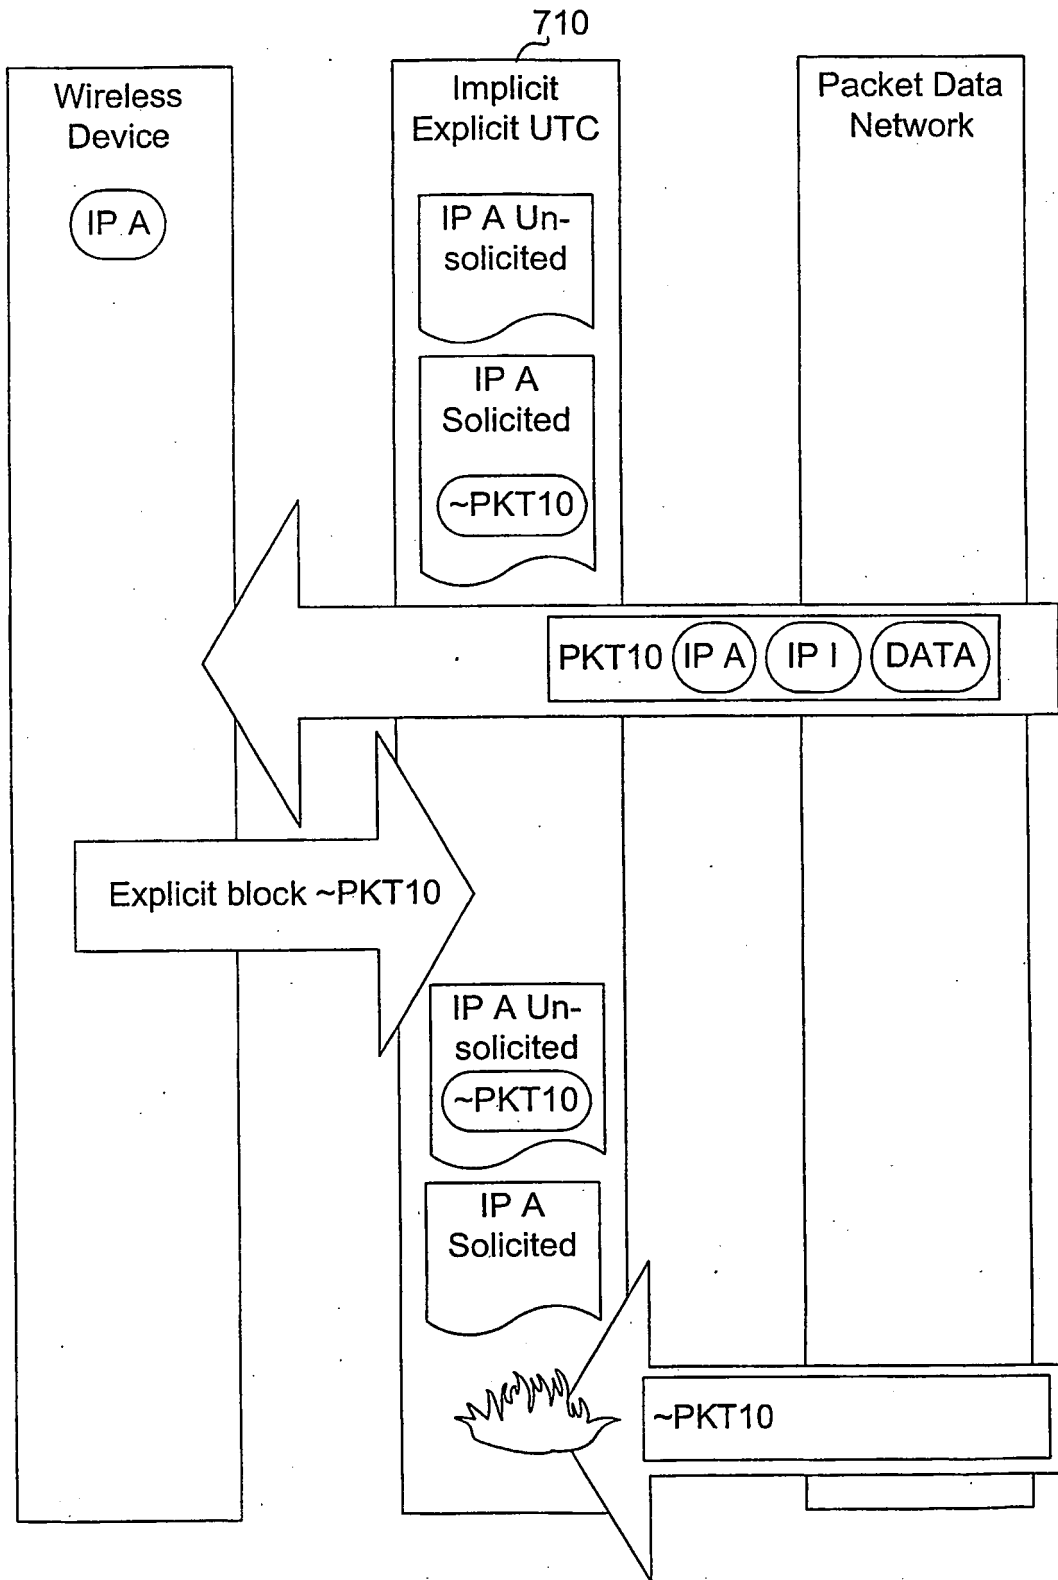 710
Wireless
Device
IP A
Implicit
Explicit UTC
Packet Data
Network
IP A Un-
solicited
IP A
Solicited
~PKT10
PKT10 IP A IP I DATA
Explicit block ~PKT10
IP A Un-
solicited
~PKT10
IP A
Solicited
~PKT10